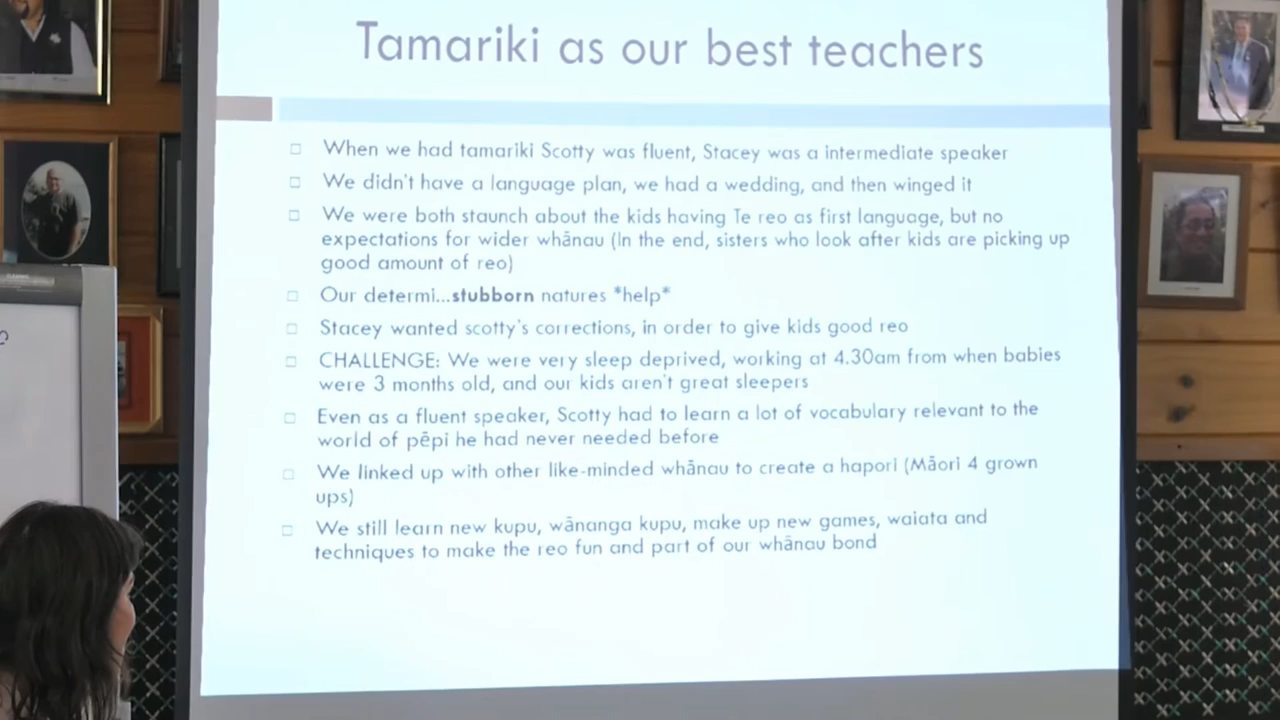 Tamariki as our best teachers
When we had tamariki Scotty was fluent, Stacey was a intermediate speaker
We didn't have a language plan, we had a wedding, and then winged it
We were both staunch about the kids having Te reo as first language, but no
expectations for wider whānau (In the end, sisters who look after kids are picking up
good amount of reo)
Our determi...stubborn natures *help*
Stacey wanted scotty's corrections, in order to give kids good reo
CHALLENGE: We were very sleep deprived, working at 4.30am from when babies
were 3 months old, and our kids aren't great sleepers
Even as a fluent speaker, Scotty had to learn a lot of vocabulary relevant to the
world of pēpi he had never needed before
We linked up with other like-minded whānau to create a hapori (Māori 4 grown
ups)
We still learn new kupu, wānanga kupu, make up new games, waiata and
techniques to make the reo fun and part of our whānau bond